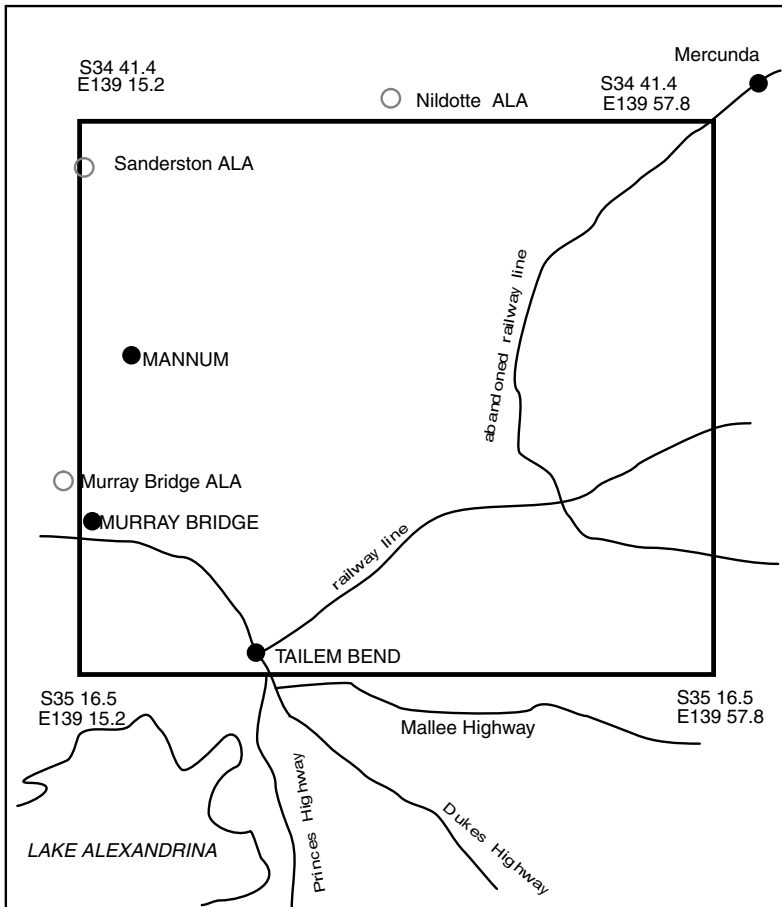 Mercunda
S34 41.4
E139 15.2
S34 41.4
E139 57.8
Nildotte ALA
Sanderston ALA
abandoned railway line
MANNUM
Murray Bridge ALA
MURRAY BRIDGE
railway line
TAILEM BEND
S35 16.5
E139 15.2
S35 16.5
E139 57.8
Mallee Highway
Princes Highway
Dukes Highway
LAKE ALEXANDRINA